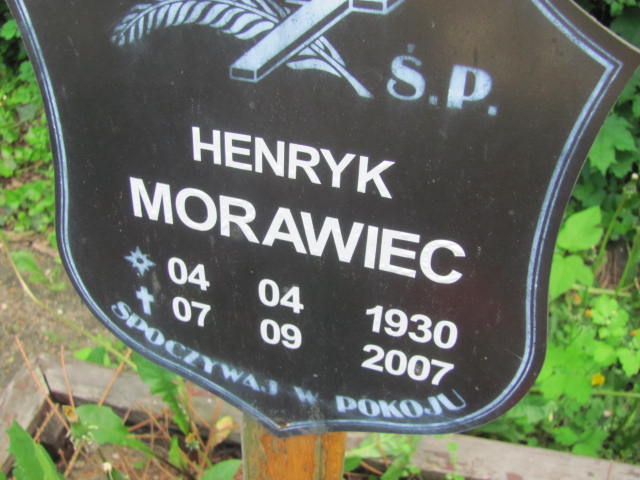 Ś.P.
HENRYK
MORAWIEC
04 04 1930
07 09 2007
SPOCZYWAJ W POKOJU